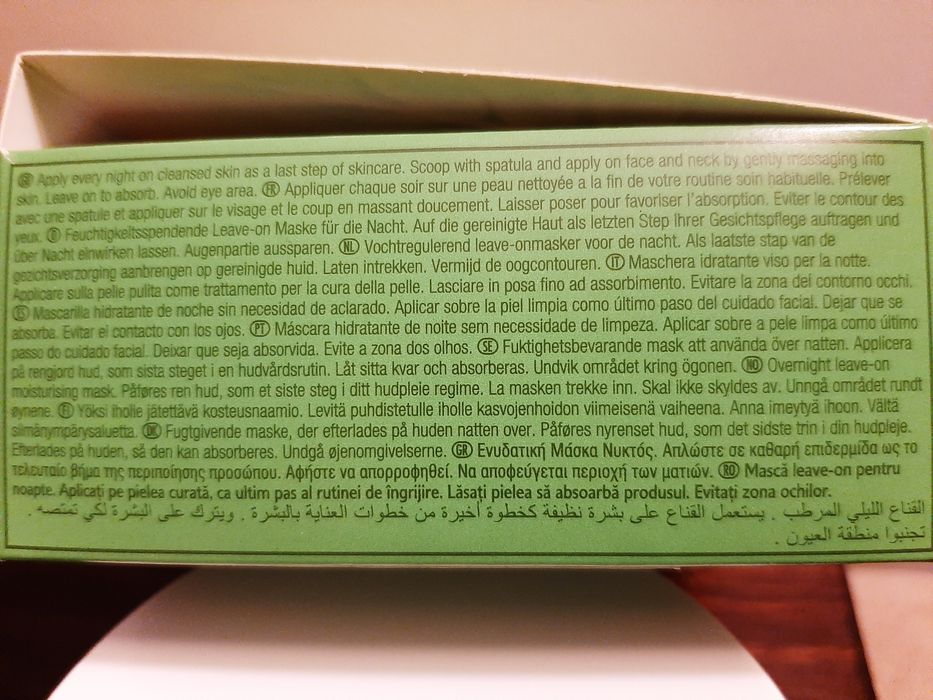 GB Apply every night on cleansed skin as a last step of skincare. Scoop with spatula and apply on face and neck by gently massaging into
skin. Leave on to absorb. Avoid eye area. FR Appliquer chaque soir sur une peau nettoyée a la fin de votre routine soin habituelle. Prélever
avec une spatule et appliquer sur le visage et le coup en massant doucement. Laisser poser pour favoriser l'absorption. Eviter le contour des
yeux. D Feuchtigkeitsspendende Leave-on Maske für die Nacht. Auf die gereinigte Haut als letzten Step Ihrer Gesichtspflege auftragen und
über Nacht einwirken lassen. Augenpartie aussparen. NL Vochtregulerend leave-onmasker voor de nacht. Als laatste stap van de
gezichtsverzorging aanbrengen op gereinigde huid. Laten intrekken. Vermijd de oogcontouren. IT Maschera idratante viso per la notte.
Applicare sulla pelle pulita come trattamento per la cura della pelle. Lasciare in posa fino ad assorbimento. Evitare la zona del contorno occhi.
ES Mascarilla hidratante de noche sin necesidad de aclarado. Aplicar sobre la piel limpia como último paso del cuidado facial. Dejar que se
absorba. Evitar el contacto con los ojos. PT Máscara hidratante de noite sem necessidade de limpeza. Aplicar sobre a pele limpa como último
passo do cuidado facial. Deixar que seja absorvida. Evite a zona dos olhos. SE Fuktighetsbevarande mask att använda över natten. Applicera
på rengjord hud, som sista steget i en hudvårdsrutin. Låt sitta kvar och absorberas. Undvik området kring ögonen. NO Overnight leave-on
moisturising mask. Påføres ren hud, som et siste steg i ditt hudpleie regime. La masken trekke inn. Skal ikke skyldes av. Unngå området rundt
øynene. FI Yöksi iholle jätettävä kosteusnaamio. Levitä puhdistetulle iholle kasvojenhoidon viimeisenä vaiheena. Anna imeytyä ihoon. Vältä
silmänympärysaluetta. DK Fugtgivende maske, der efterlades på huden natten over. Påføres nyrenset hud, som det sidste trin i din hudpleje.
Efterlades på huden, så den kan absorberes. Undgå øjenomgivelserne. GR Ενυδατική Μάσκα Νυκτός. Απλώστε σε καθαρή επιδερμίδα ως το
τελευταίο βήμα της περιποίησης προσώπου. Αφήστε να απορροφηθεί. Να αποφεύγεται περιοχή των ματιών. RO Mască leave-on pentru
noapte. Aplicați pe pielea curată, ca ultim pas al rutinei de îngrijire. Lăsați pielea să absoarbă produsul. Evitați zona ochilor.
القناع الليلي المرطب . يستعمل القناع على بشرة نظيفة كخطوة أخيرة من خطوات العناية بالبشرة . ويترك على البشرة لكي تمتصه .
تجنبوا منطقة العيون .